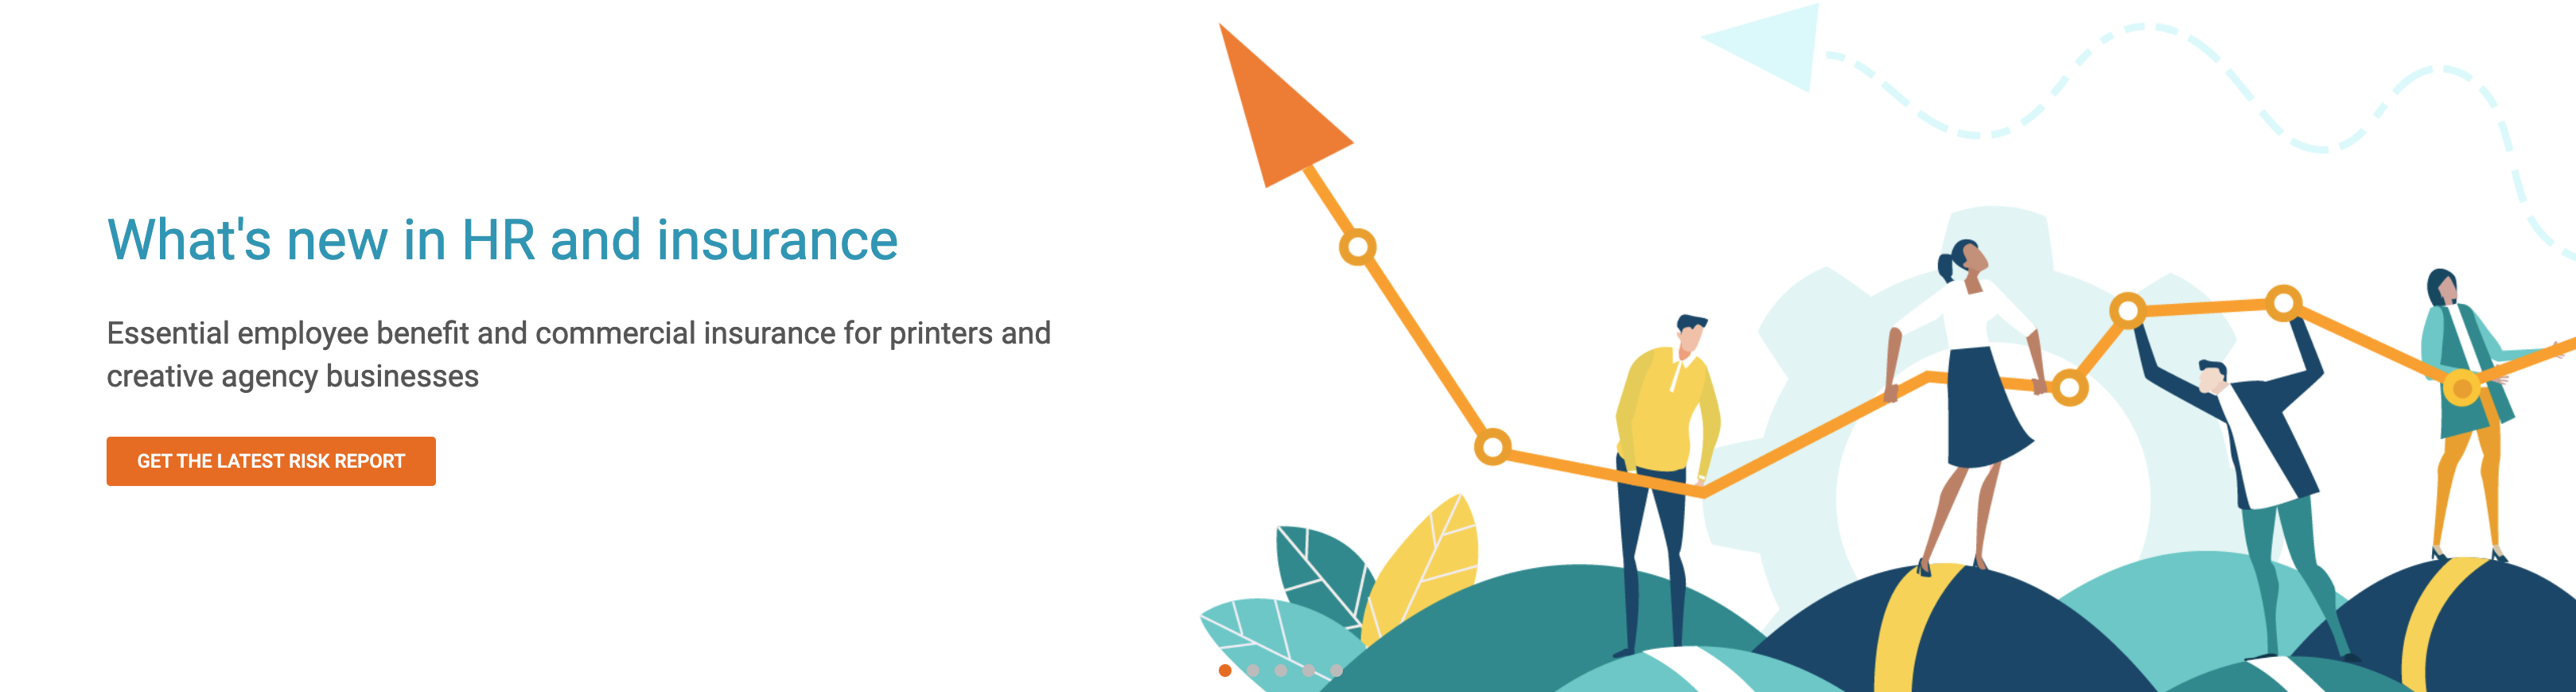 What's new in HR and insurance
Essential employee benefit and commercial insurance for printers and
creative agency businesses
GET THE LATEST RISK REPORT